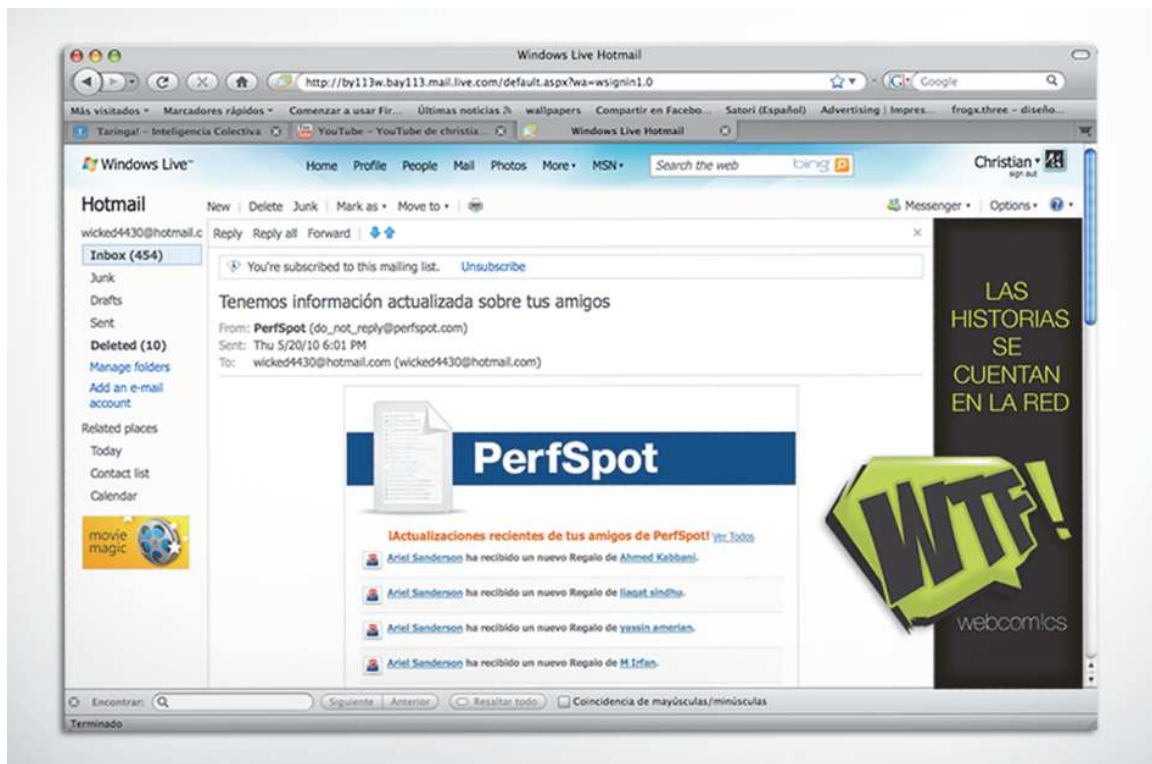 Windows Live Hotmail
http://by113w.bay113.mail.live.com/default.aspx?wa=wsignin1.0
Google
Más visitados Marcadores rápidos Comenzar a usar Fir... Últimas noticias wallpapers Compartir en Facebo... Satori (Español) Advertising | Impres... frogx.three – diseño...
Taringa! – Inteligencia Colectiva YouTube – YouTube de christia... Windows Live Hotmail
Windows Live™ Home Profile People Mail Photos More MSN Search the web bing Christian
sign out
Hotmail New | Delete Junk | Mark as Move to | Messenger | Options
wicked4430@hotmail.c Reply Reply all Forward |
Inbox (454)
Junk
Drafts
Sent
Deleted (10)
Manage folders
Add an e-mail
account
Related places
Today
Contact list
Calendar
movie
magic
You're subscribed to this mailing list. Unsubscribe
Tenemos información actualizada sobre tus amigos
From: PerfSpot (do_not_reply@perfspot.com)
Sent: Thu 5/20/10 6:01 PM
To: wicked4430@hotmail.com (wicked4430@hotmail.com)
PerfSpot
¡Actualizaciones recientes de tus amigos de PerfSpot! Ver Todos
Ariel Sanderson ha recibido un nuevo Regalo de Ahmed Kabbani.
Ariel Sanderson ha recibido un nuevo Regalo de liaqat sindhu.
Ariel Sanderson ha recibido un nuevo Regalo de yassin amerian.
Ariel Sanderson ha recibido un nuevo Regalo de M Irfan.
LAS
HISTORIAS
SE
CUENTAN
EN LA RED
WTF!
webcom!cs
Encontrar: Siguiente Anterior Resaltar todo Coincidencia de mayúsculas/minúsculas
Terminado